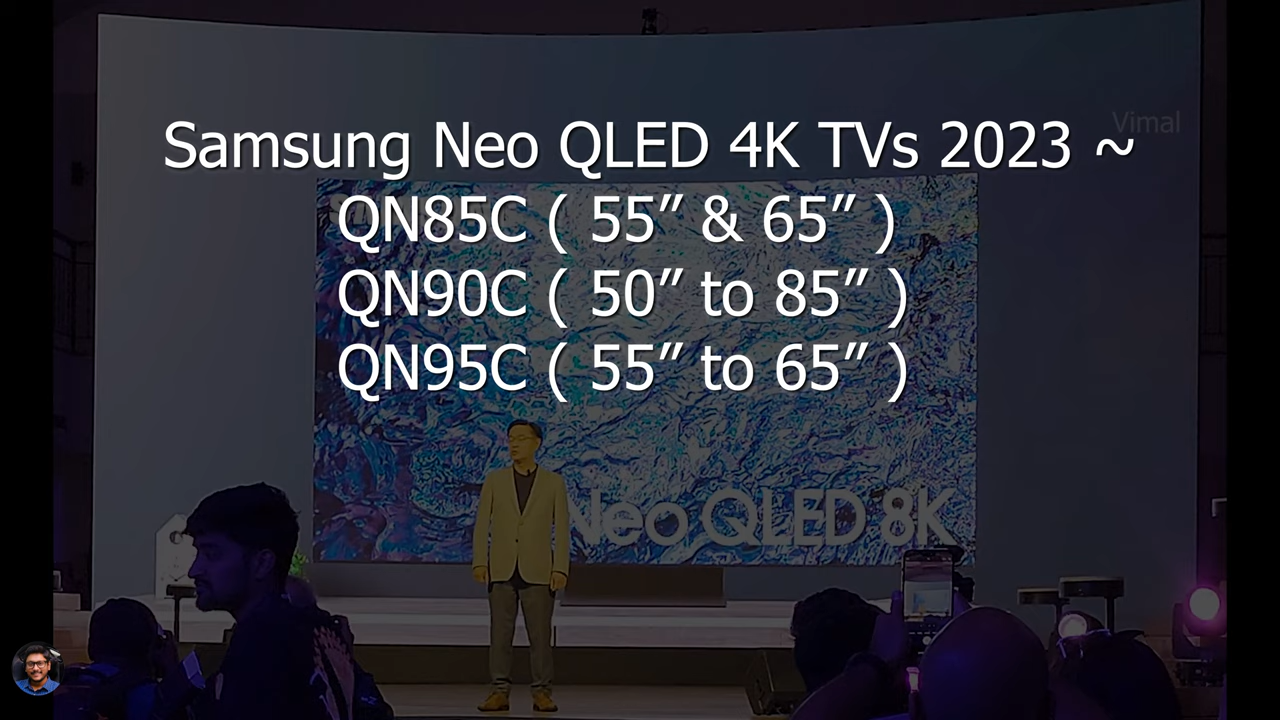 Vimal
Samsung Neo QLED 4K TVs 2023 ~
QN85C ( 55” & 65” )
QN90C ( 50” to 85” )
QN95C ( 55” to 65” )
Neo QLED 8K